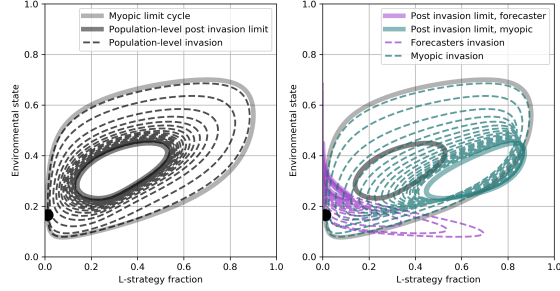 Myopic limit cycle
Population-level post invasion limit
Population-level invasion
Environmental state
1.0
0.8
0.6
0.4
0.2
0.0
0.0 0.2 0.4 0.6 0.8 1.0
L-strategy fraction
Post invasion limit, forecaster
Post invasion limit, myopic
Forecasters invasion
Myopic invasion
Environmental state
1.0
0.8
0.6
0.4
0.2
0.0
0.0 0.2 0.4 0.6 0.8 1.0
L-strategy fraction